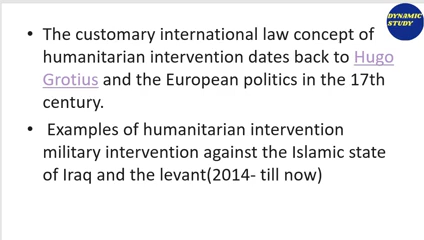 DYNAMIC
STUDY
• The customary international law concept of
humanitarian intervention dates back to Hugo
Grotius and the European politics in the 17th
century.
• Examples of humanitarian intervention
military intervention against the Islamic state
of Iraq and the levant(2014- till now)